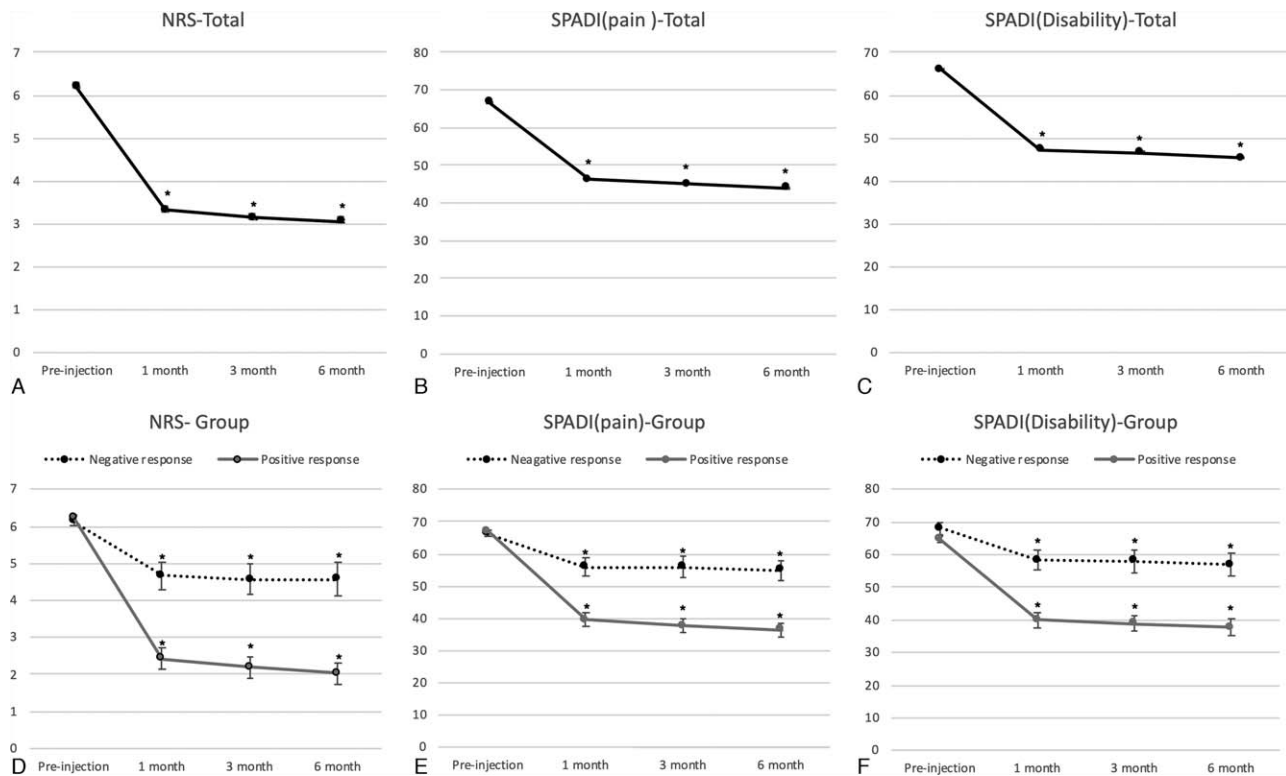 NRS-Total
7
6
5
4
3
2
1
0
*
*
*
Pre-injection 1 month 3 month 6 month
A
SPADI(pain )-Total
80
70
60
50
40
30
20
10
0
*
*
*
Pre-injection 1 month 3 month 6 month
B
SPADI(Disability)-Total
70
60
50
40
30
20
10
0
*
*
*
Pre-injection 1 month 3 month 6 month
C
NRS- Group
Negative response Positive response
7
6
5
4
3
2
1
0
* * *
* * *
Pre-injection 1 month 3 month 6 month
D
SPADI(pain)-Group
Neagative response Positive response
80
70
60
50
40
30
20
10
0
* * *
* * *
Pre-injection 1 month 3 month 6 month
E
SPADI(Disability)-Group
Negative response Positive response
80
70
60
50
40
30
20
10
0
* * *
* * *
Pre-injection 1 month 3 month 6 month
F